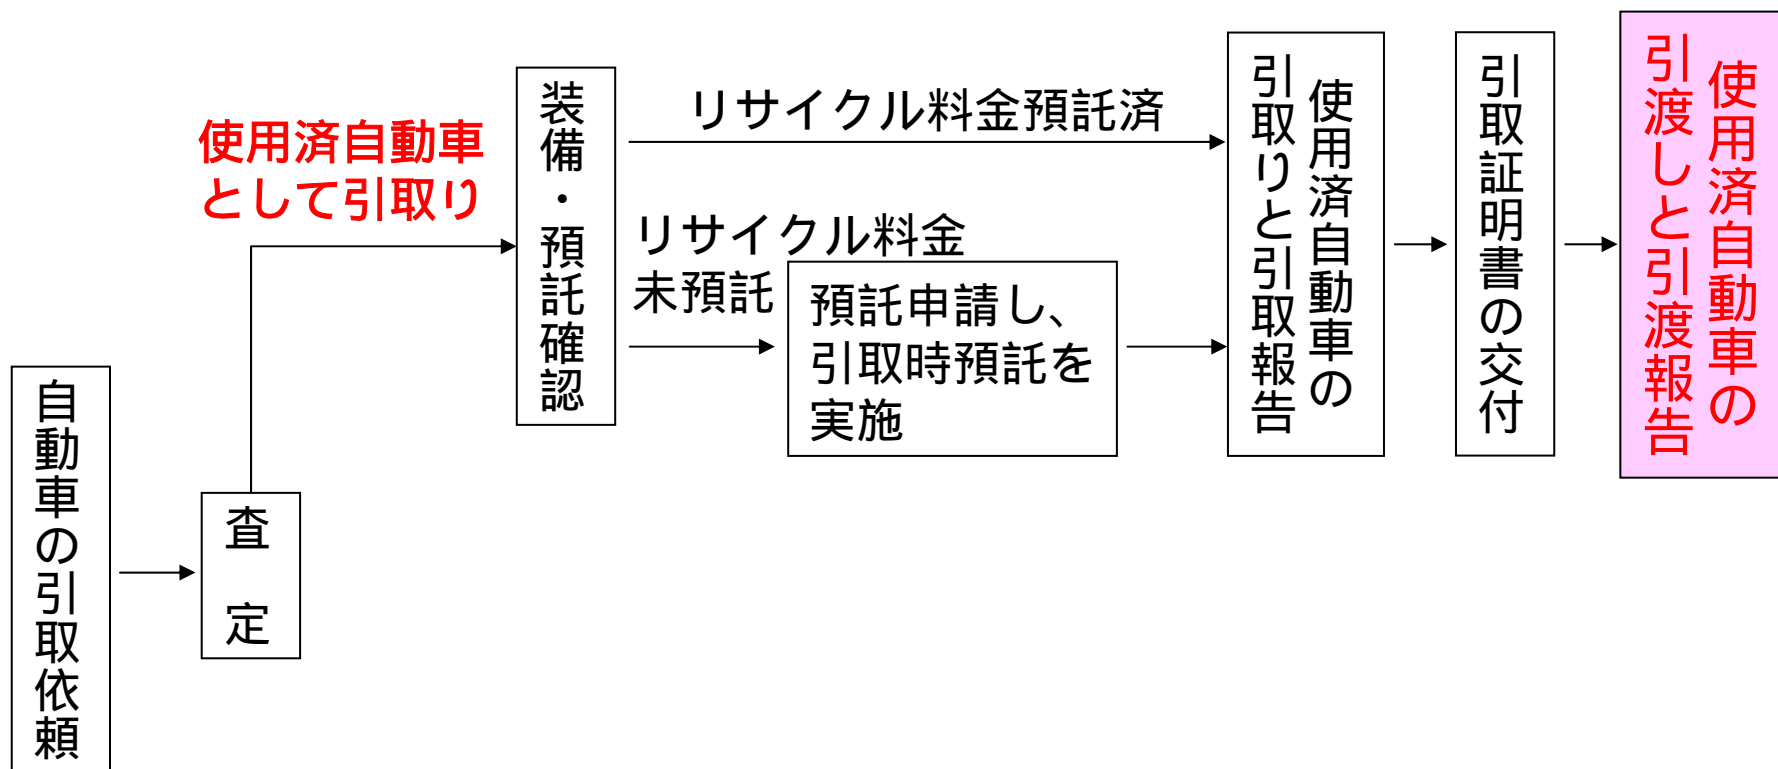 自動車の引取依頼
査定
使用済自動車
として引取り
装備・預託確認
リサイクル料金預託済
リサイクル料金
未預託
預託申請し、
引取時預託を
実施
使用済自動車の
引取りと引取報告
引取証明書の交付
使用済自動車の
引渡しと引渡報告